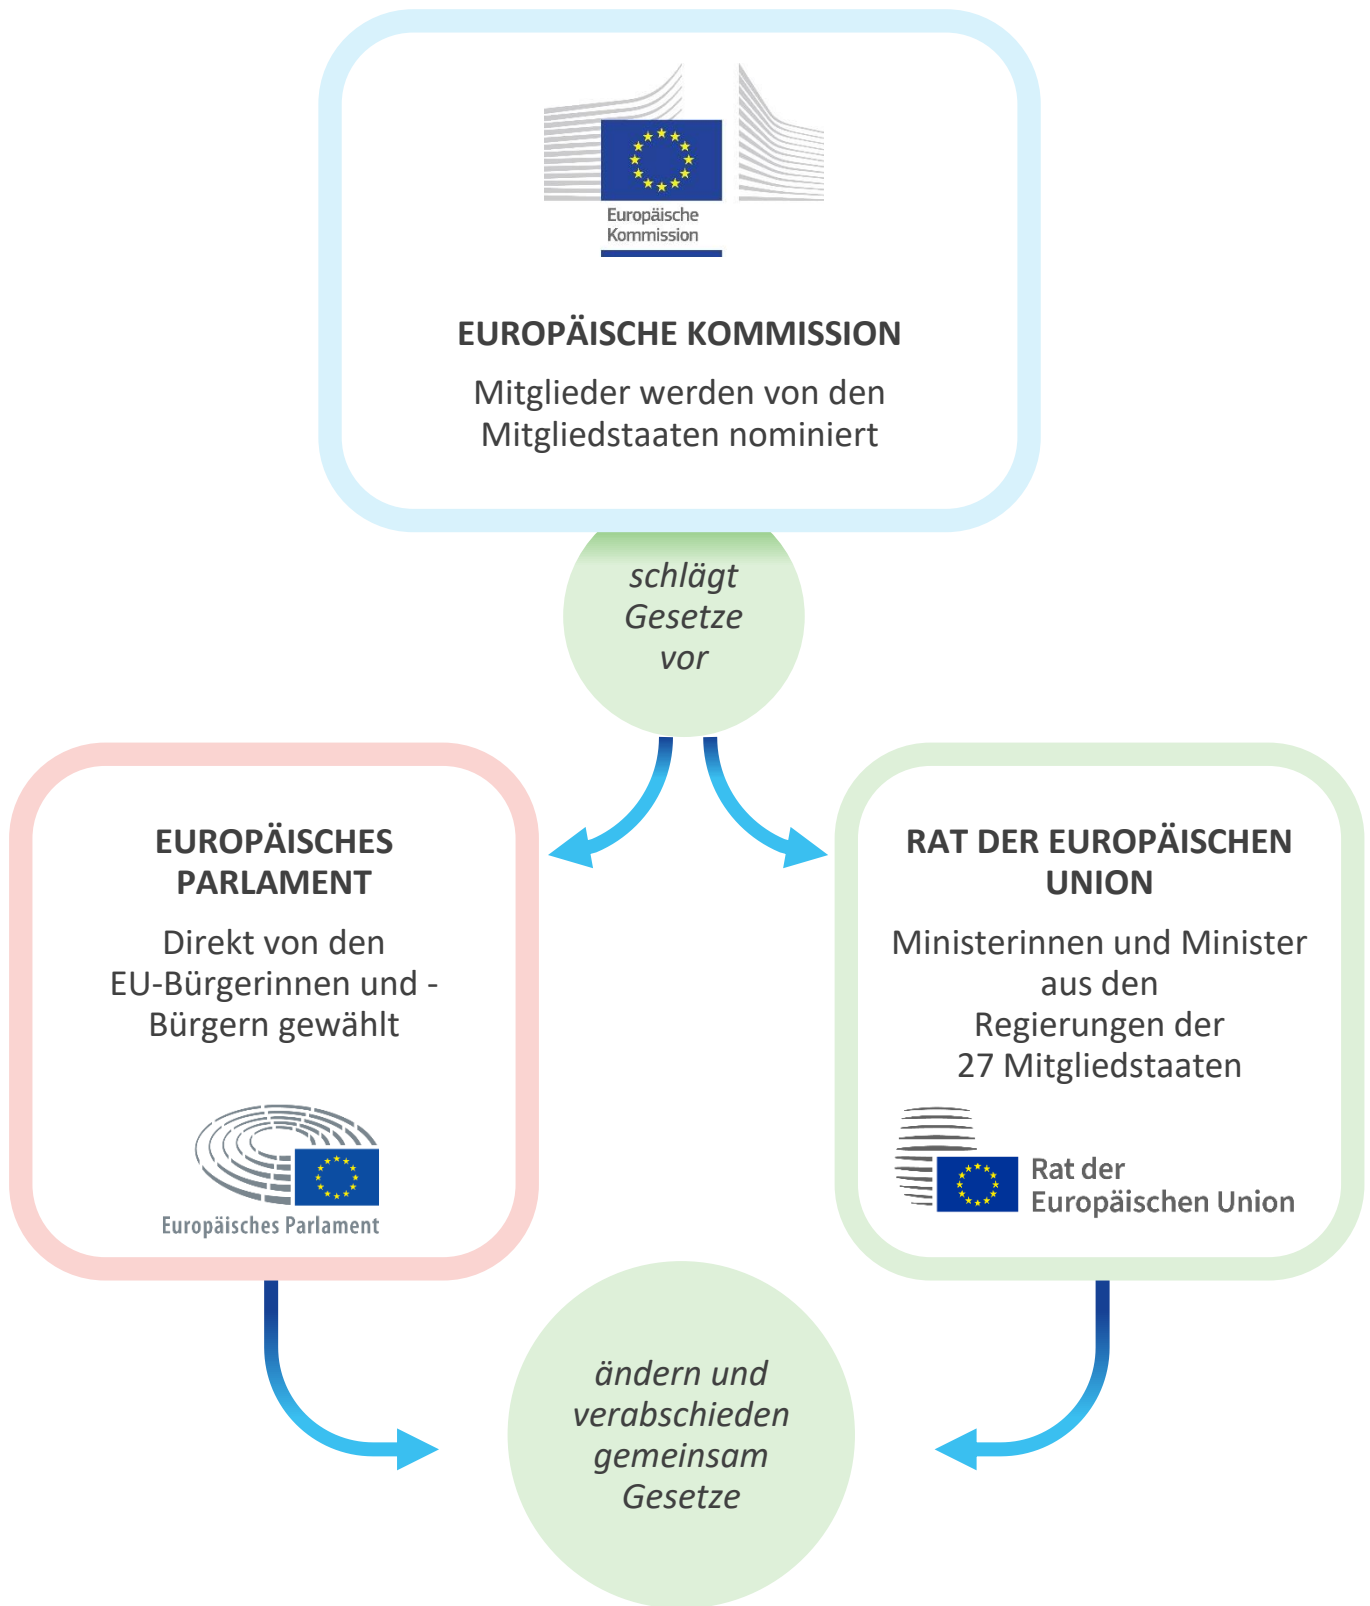 Europäische
Kommission
EUROPÄISCHE KOMMISSION
Mitglieder werden von den
Mitgliedstaaten nominiert
schlägt
Gesetze
vor
EUROPÄISCHES
PARLAMENT
Direkt von den
EU-Bürgerinnen und -
Bürgern gewählt
Europäisches Parlament
RAT DER EUROPÄISCHEN
UNION
Ministerinnen und Minister
aus den
Regierungen der
27 Mitgliedstaaten
Rat der
Europäischen Union
ändern und
verabschieden
gemeinsam
Gesetze